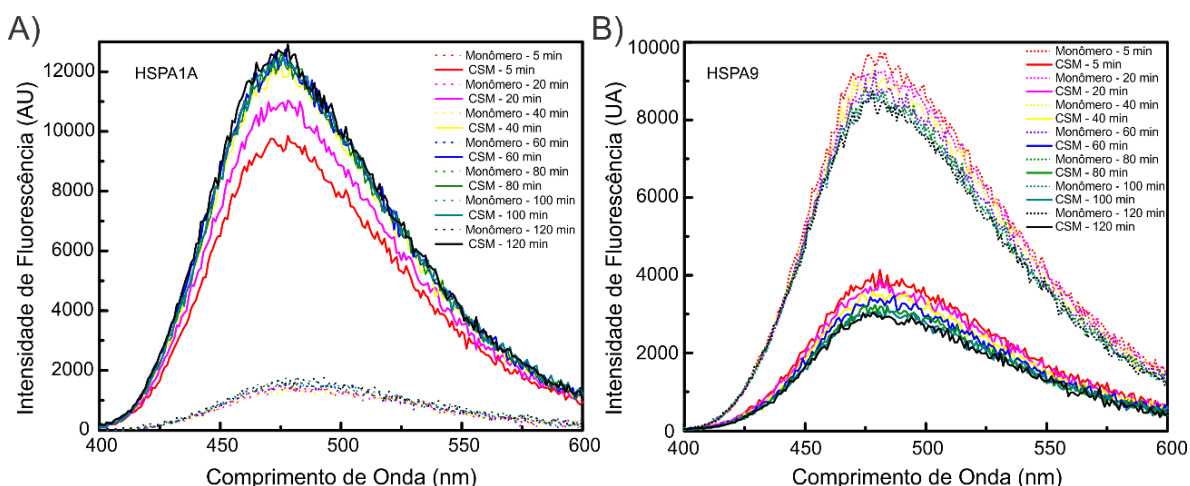 A)
HSPA1A
Intensidade de Fluorescência (AU)
12000
10000
8000
6000
4000
2000
0
Monômero - 5 min
CSM - 5 min
Monômero - 20 min
CSM - 20 min
Monômero - 40 min
CSM - 40 min
Monômero - 60 min
CSM - 60 min
Monômero - 80 min
CSM - 80 min
Monômero - 100 min
CSM - 100 min
Monômero - 120 min
CSM - 120 min
400 450 500 550 600
Comprimento de Onda (nm)
B)
HSPA9
Intensidade de Fluorescência (UA)
10000
8000
6000
4000
2000
0
Monômero - 5 min
CSM - 5 min
Monômero - 20 min
CSM - 20 min
Monômero - 40 min
CSM - 40 min
Monômero - 60 min
CSM - 60 min
Monômero - 80 min
CSM - 80 min
Monômero - 100 min
CSM - 100 min
Monômero - 120 min
CSM - 120 min
400 450 500 550 600
Comprimento de Onda (nm)